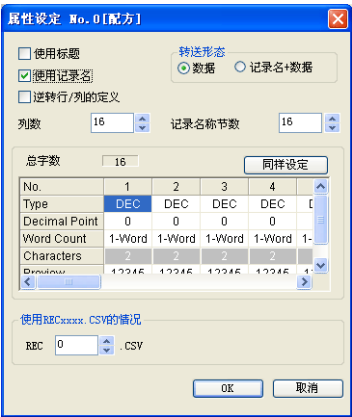 属性设定 No.0[配方]
使用标题
使用记录名
逆转行/列的定义
转送形态
数据 记录名+数据
列数 16 记录名称节数 16
总字数 16 同样设定
No. 1 2 3 4
Type DEC DEC DEC DEC
Decimal Point 0 0 0 0
Word Count 1-Word 1-Word 1-Word 1-Word 1-
Characters 2 2 2 2
Preview 12345 12345 12345 12345
使用RECxxxx.CSV的情况
REC 0 .CSV
OK 取消